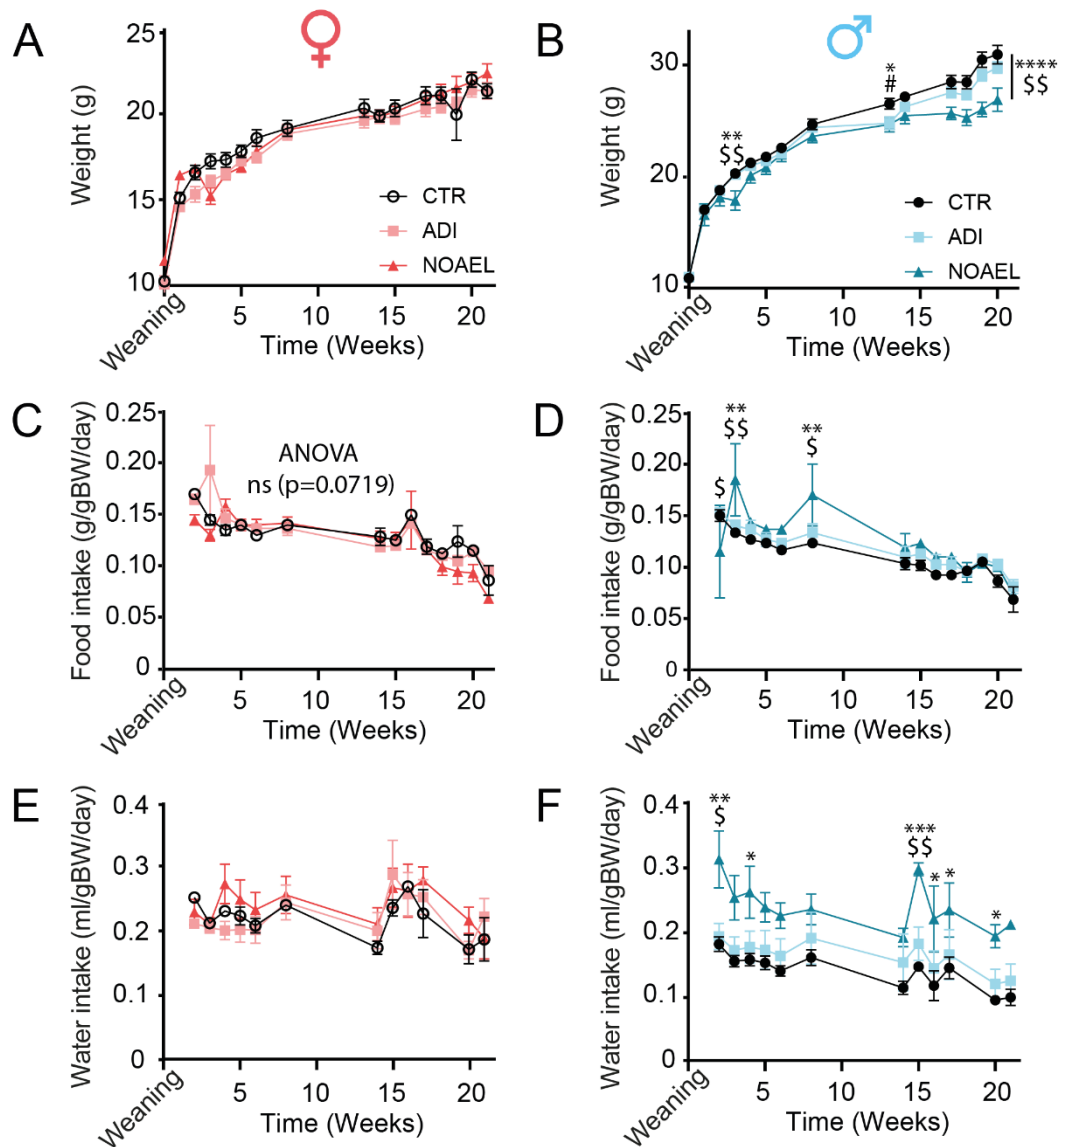 A
Weight (g)
25
20
15
10
CTR
ADI
NOAEL
Weaning
5
10
15
20
Time (Weeks)
B
Weight (g)
30
20
10
**
$$
*
#
****
$$
CTR
ADI
NOAEL
Weaning
5
10
15
20
Time (Weeks)
C
Food intake (g/gBW/day)
0.25
0.20
0.15
0.10
0.05
0
ANOVA
ns (p=0.0719)
Weaning
5
10
15
20
Time (Weeks)
D
Food intake (g/gBW/day)
0.25
0.20
0.15
0.10
0.05
0
$
**
$$
**
$
Weaning
5
10
15
20
Time (Weeks)
E
Water intake (ml/gBW/day)
0.4
0.3
0.2
0.1
0
Weaning
5
10
15
20
Time (Weeks)
F
Water intake (ml/gBW/day)
0.4
0.3
0.2
0.1
0
**
$
*
***
$$
*
*
*
Weaning
5
10
15
20
Time (Weeks)